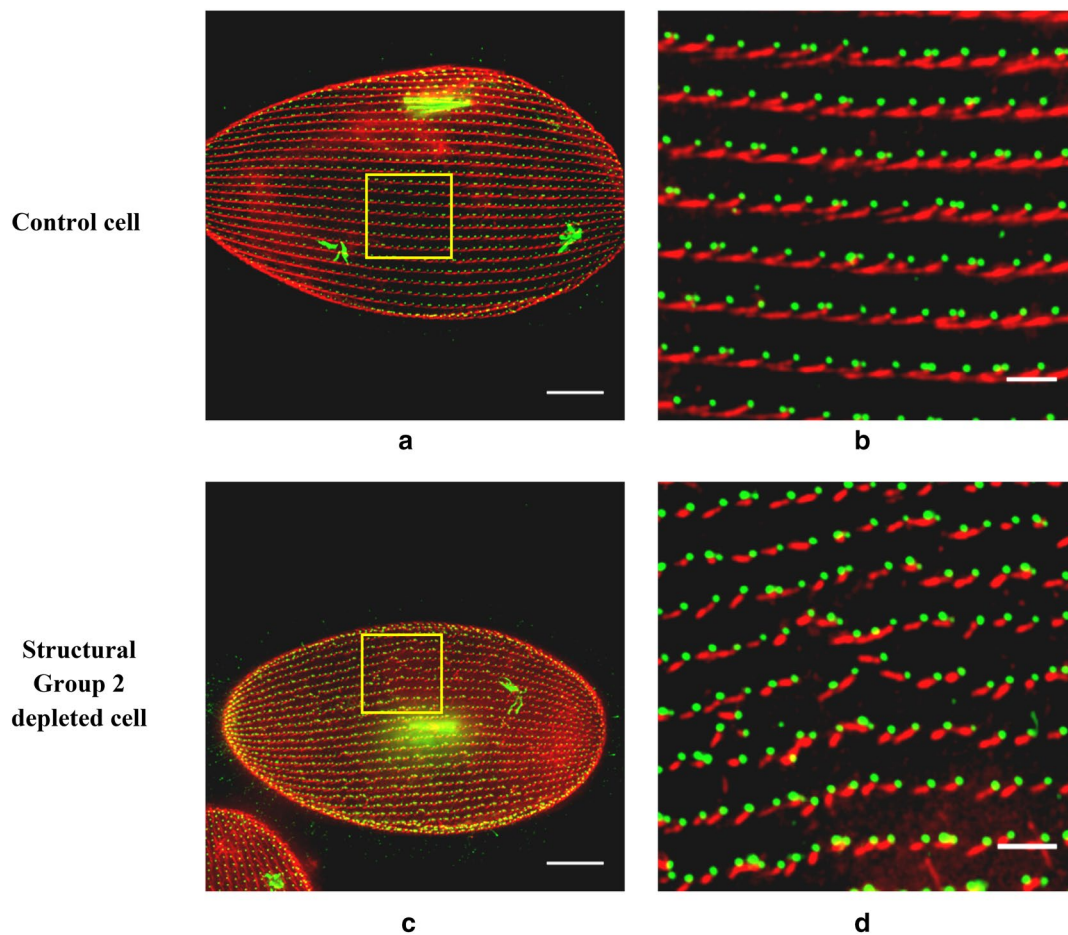 Control cell
a
b
Structural
Group 2
depleted cell
c
d